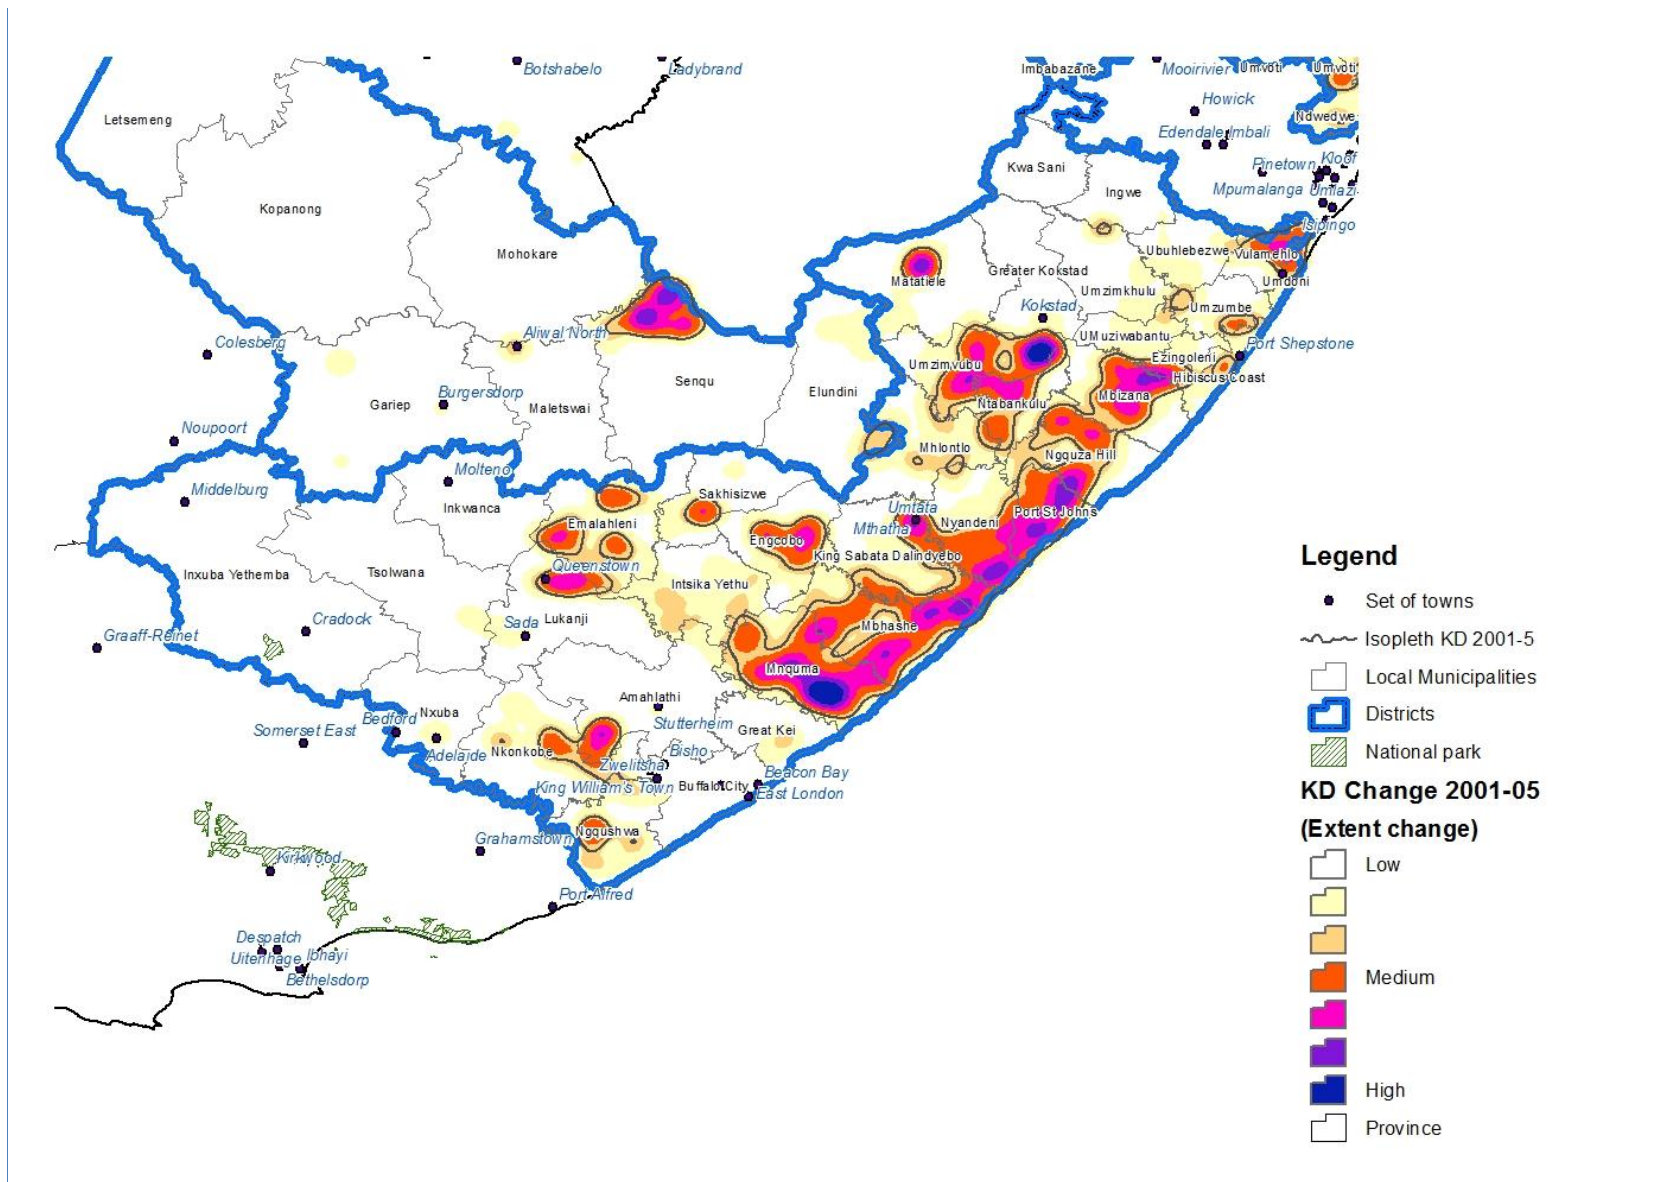 Botshabelo
Ladybrand
Imbabazane
Mooirivier
Umvoti
Umvoti
Letsemeng
Howick
Ndwedwe
Edendale
Imbali
Kwa Sani
Pinetown
Kloof
Ingwe
Mpumalanga
Umlazi
Kopanong
Isipingo
Mohokare
Ubuhlebezwe
Vulamehlo
Matatiele
Greater Kokstad
Umzimkhulu
Umdoni
Kokstad
Umzumbe
Aliwal North
Colesberg
UMuziwabantu
Port Shepstone
Umzimvubu
Ezingoleni
Hibiscus Coast
Senqu
Elundini
Burgersdorp
Gariep
Maletswai
Ntabankulu
Mbizana
Noupoort
Mhlontlo
Ngquza Hill
Molteno
Middelburg
Sakhisizwe
Inkwanca
Umtata
Port St Johns
Emalahleni
Mthatha
Nyandeni
Engcobo
King Sabata Dalindyebo
Queenstown
Inxuba Yethemba
Tsolwana
Intsika Yethu
Cradock
Sada
Lukanji
Mbhashe
Graaff-Reinet
Mnquma
Amahlathi
Bedford
Nxuba
Somerset East
Stutterheim
Great Kei
Adelaide
Nkonkobe
Bisho
Zwelitsha
Beacon Bay
King William's Town
Buffalo City
East London
Grahamstown
Ngqushwa
Kirkwood
Port Alfred
Despatch
Uitenhage
Ibhayi
Bethelsdorp
Legend
Set of towns
Isopleth KD 2001-5
Local Municipalities
Districts
National park
KD Change 2001-05
(Extent change)
Low
Medium
High
Province